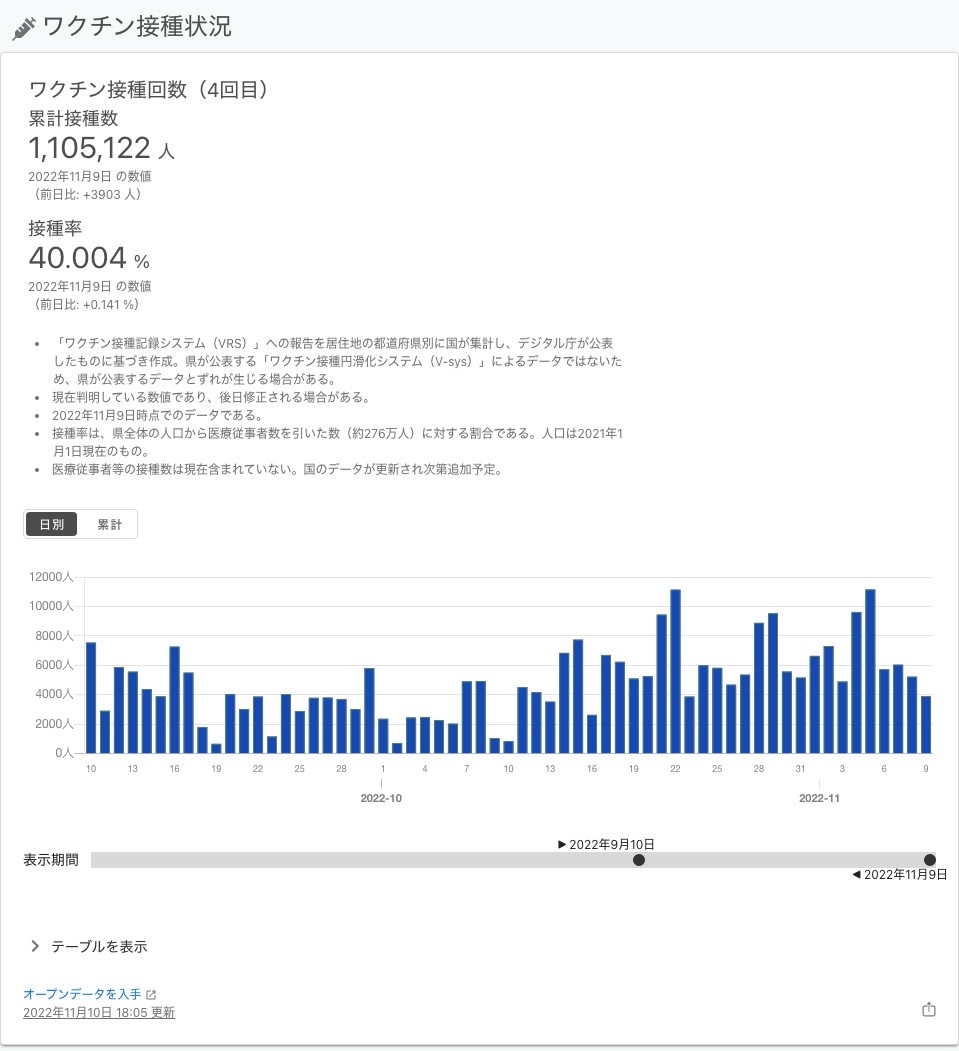 ワクチン接種状況
ワクチン接種回数（4回目）
累計接種数
1,105,122 人
2022年11月9日 の数値
（前日比: +3903 人）
接種率
40.004 %
2022年11月9日 の数値
（前日比: +0.141 %）
• 「ワクチン接種記録システム（VRS）」への報告を居住地の都道府県別に国が集計し、デジタル庁が公表
したものに基づき作成。県が公表する「ワクチン接種円滑化システム（V-sys）」によるデータではないた
め、県が公表するデータとずれが生じる場合がある。
• 現在判明している数値であり、後日修正される場合がある。
• 2022年11月9日時点でのデータである。
• 接種率は、県全体の人口から医療従事者数を引いた数（約276万人）に対する割合である。人口は2021年1
月1日現在のもの。
• 医療従事者等の接種数は現在含まれていない。国のデータが更新され次第追加予定。
日別 累計
12000人
10000人
8000人
6000人
4000人
2000人
0人
10 13 16 19 22 25 28 1 4 7 10 13 16 19 22 25 28 31 3 6 9
2022-10 2022-11
▶ 2022年9月10日
表示期間
◀ 2022年11月9日
テーブルを表示
オープンデータを入手
2022年11月10日 18:05 更新